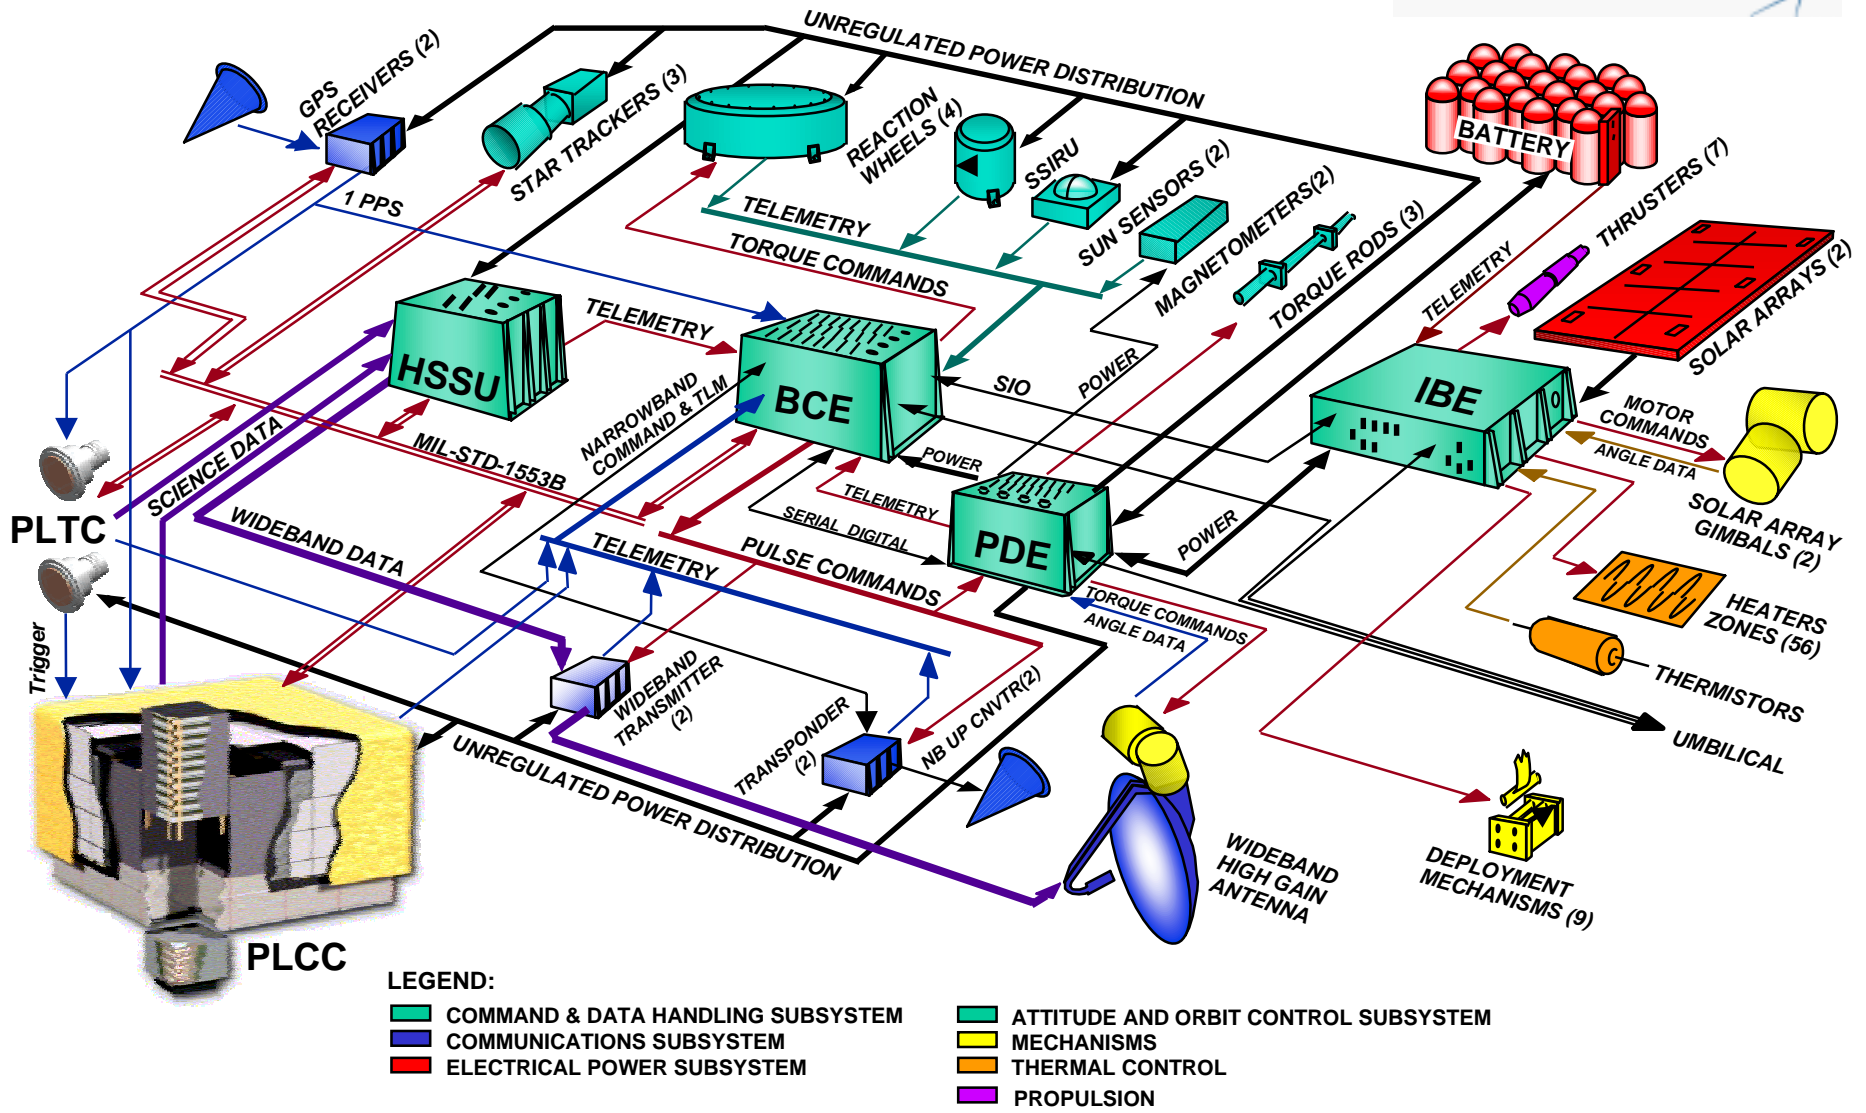 UNREGULATED POWER DISTRIBUTION
GPS
RECEIVERS (2)
STAR TRACKERS (3)
REACTION
WHEELS (4)
SSIRU
SUN SENSORS (2)
MAGNETOMETERS(2)
TORQUE RODS (3)
BATTERY
THRUSTERS (7)
SOLAR ARRAYS (2)
1 PPS
TELEMETRY
TORQUE COMMANDS
TELEMETRY
TELEMETRY
HSSU
BCE
IBE
NARROWBAND
COMMAND & TLM
SIO
POWER
MOTOR
COMMANDS
ANGLE DATA
SOLAR ARRAY
GIMBALS (2)
SCIENCE DATA
MIL-STD-1553B
POWER
TELEMETRY
SERIAL DIGITAL
PDE
POWER
PLTC
WIDEBAND DATA
TELEMETRY
PULSE COMMANDS
TORQUE COMMANDS
ANGLE DATA
HEATERS
ZONES (56)
THERMISTORS
UMBILICAL
Trigger
WIDEBAND
TRANSMITTER
(2)
TRANSPONDER
(2)
NB UP CNVTR(2)
UNREGULATED POWER DISTRIBUTION
WIDEBAND
HIGH GAIN
ANTENNA
DEPLOYMENT
MECHANISMS (9)
PLCC
LEGEND:
COMMAND & DATA HANDLING SUBSYSTEM
COMMUNICATIONS SUBSYSTEM
ELECTRICAL POWER SUBSYSTEM
ATTITUDE AND ORBIT CONTROL SUBSYSTEM
MECHANISMS
THERMAL CONTROL
PROPULSION